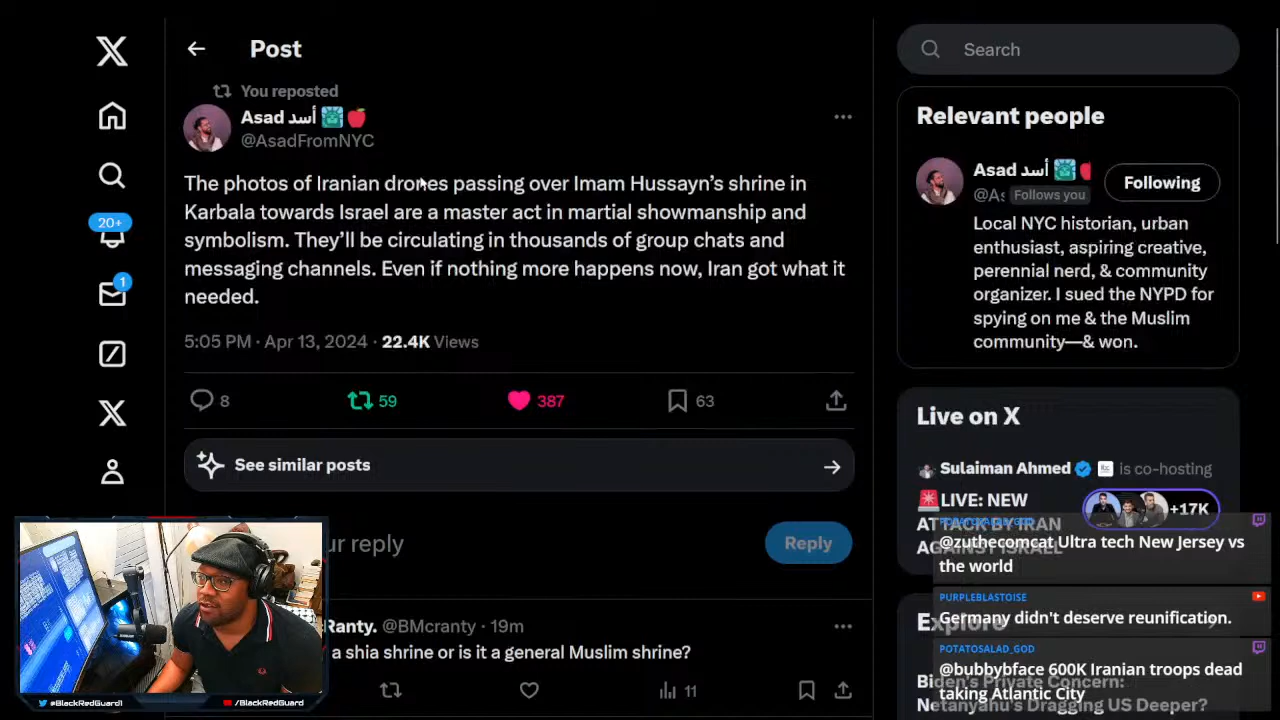 Post
Search
You reposted
Asad أسد
@AsadFromNYC
The photos of Iranian drones passing over Imam Hussayn’s shrine in
Karbala towards Israel are a master act in martial showmanship and
symbolism. They’ll be circulating in thousands of group chats and
messaging channels. Even if nothing more happens now, Iran got what it
needed.
5:05 PM · Apr 13, 2024 · 22.4K Views
8
59
387
63
See similar posts
ur reply
Reply
Ranty. @BMcranty · 19m
a shia shrine or is it a general Muslim shrine?
11
20+
1
Relevant people
Asad أسد
@As Follows you
Following
Local NYC historian, urban
enthusiast, aspiring creative,
perennial nerd, & community
organizer. I sued the NYPD for
spying on me & the Muslim
community—& won.
Live on X
Sulaiman Ahmed is co-hosting
LIVE: NEW
ATTACK BY IRAN
AGAINST ISRAEL
+17K
Explore
Biden's Private Concern:
Netanyahu's Dragging US Deeper?
POTATOSALAD_GOD
@zuthecomcat Ultra tech New Jersey vs
the world
PURPLEBLASTOISE
Germany didn't deserve reunification.
POTATOSALAD_GOD
@bubbybface 600K Iranian troops dead
taking Atlantic City
@BlackRedGuard1
/BlackRedGuard